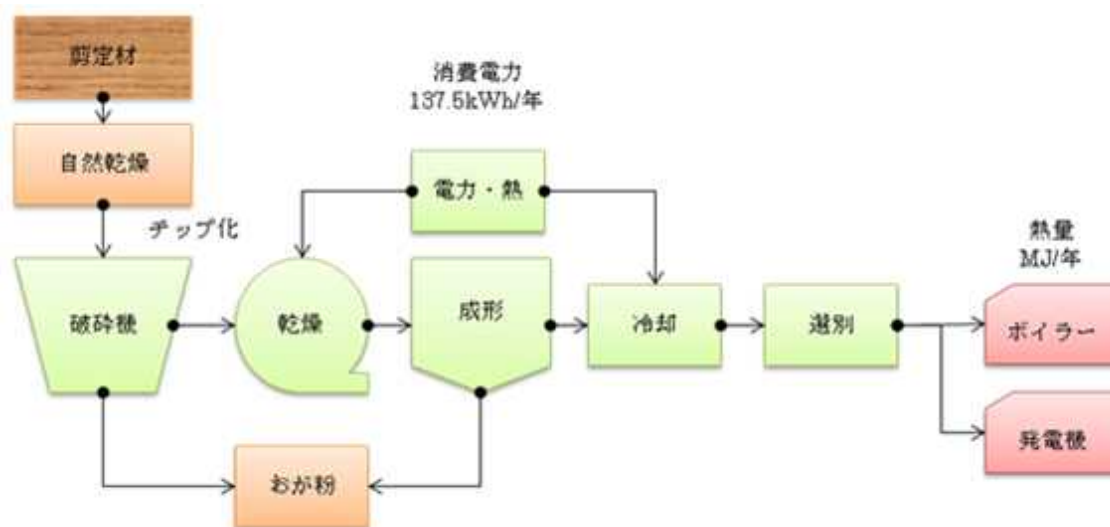 剪定材
消費電力
137.5kWh/年
自然乾燥
電力・熱
チップ化
熱量
MJ/年
破砕機
乾燥
成形
冷却
選別
ボイラー
発電機
おが粉